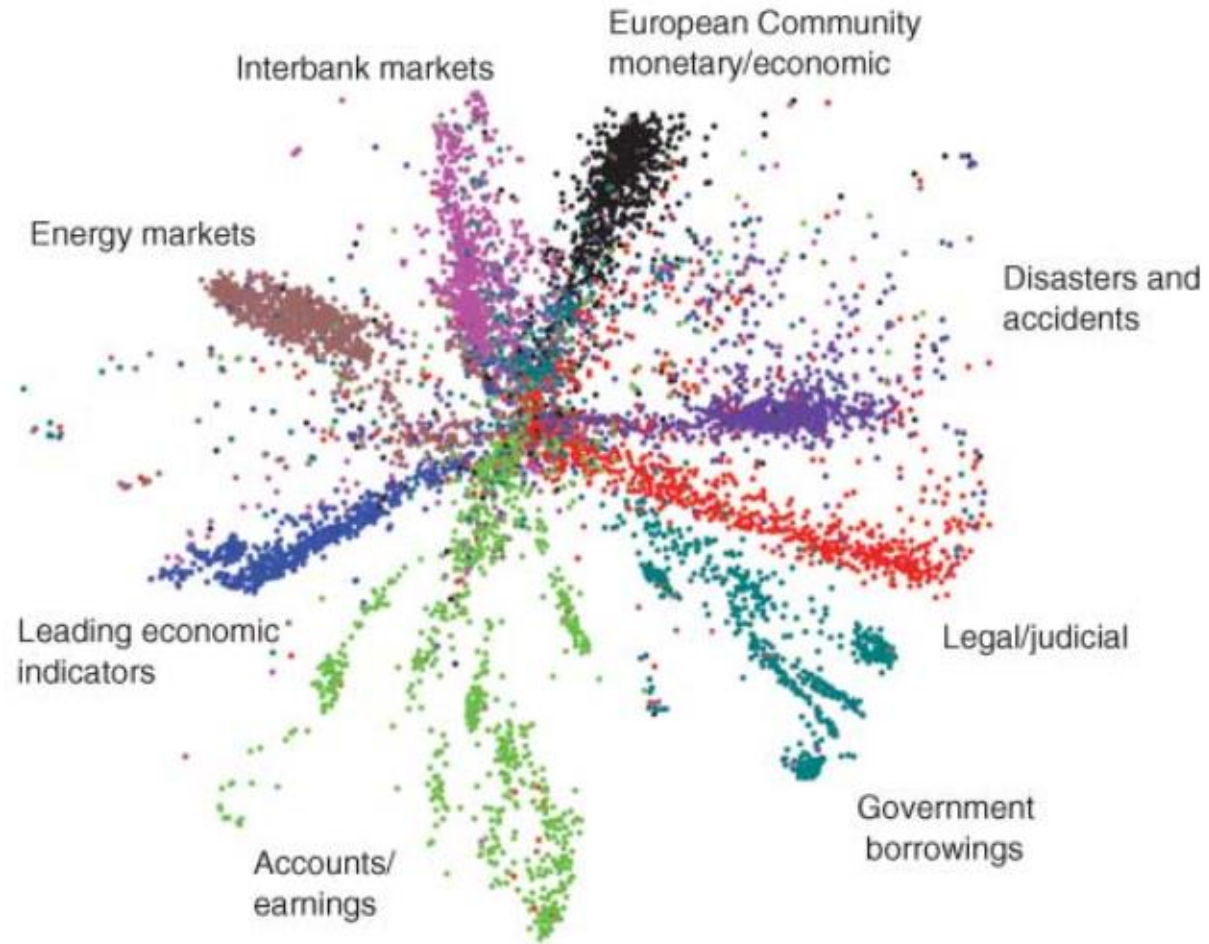 European Community
monetary/economic
Interbank markets
Energy markets
Disasters and
accidents
Leading economic
indicators
Legal/judicial
Government
borrowings
Accounts/
earnings